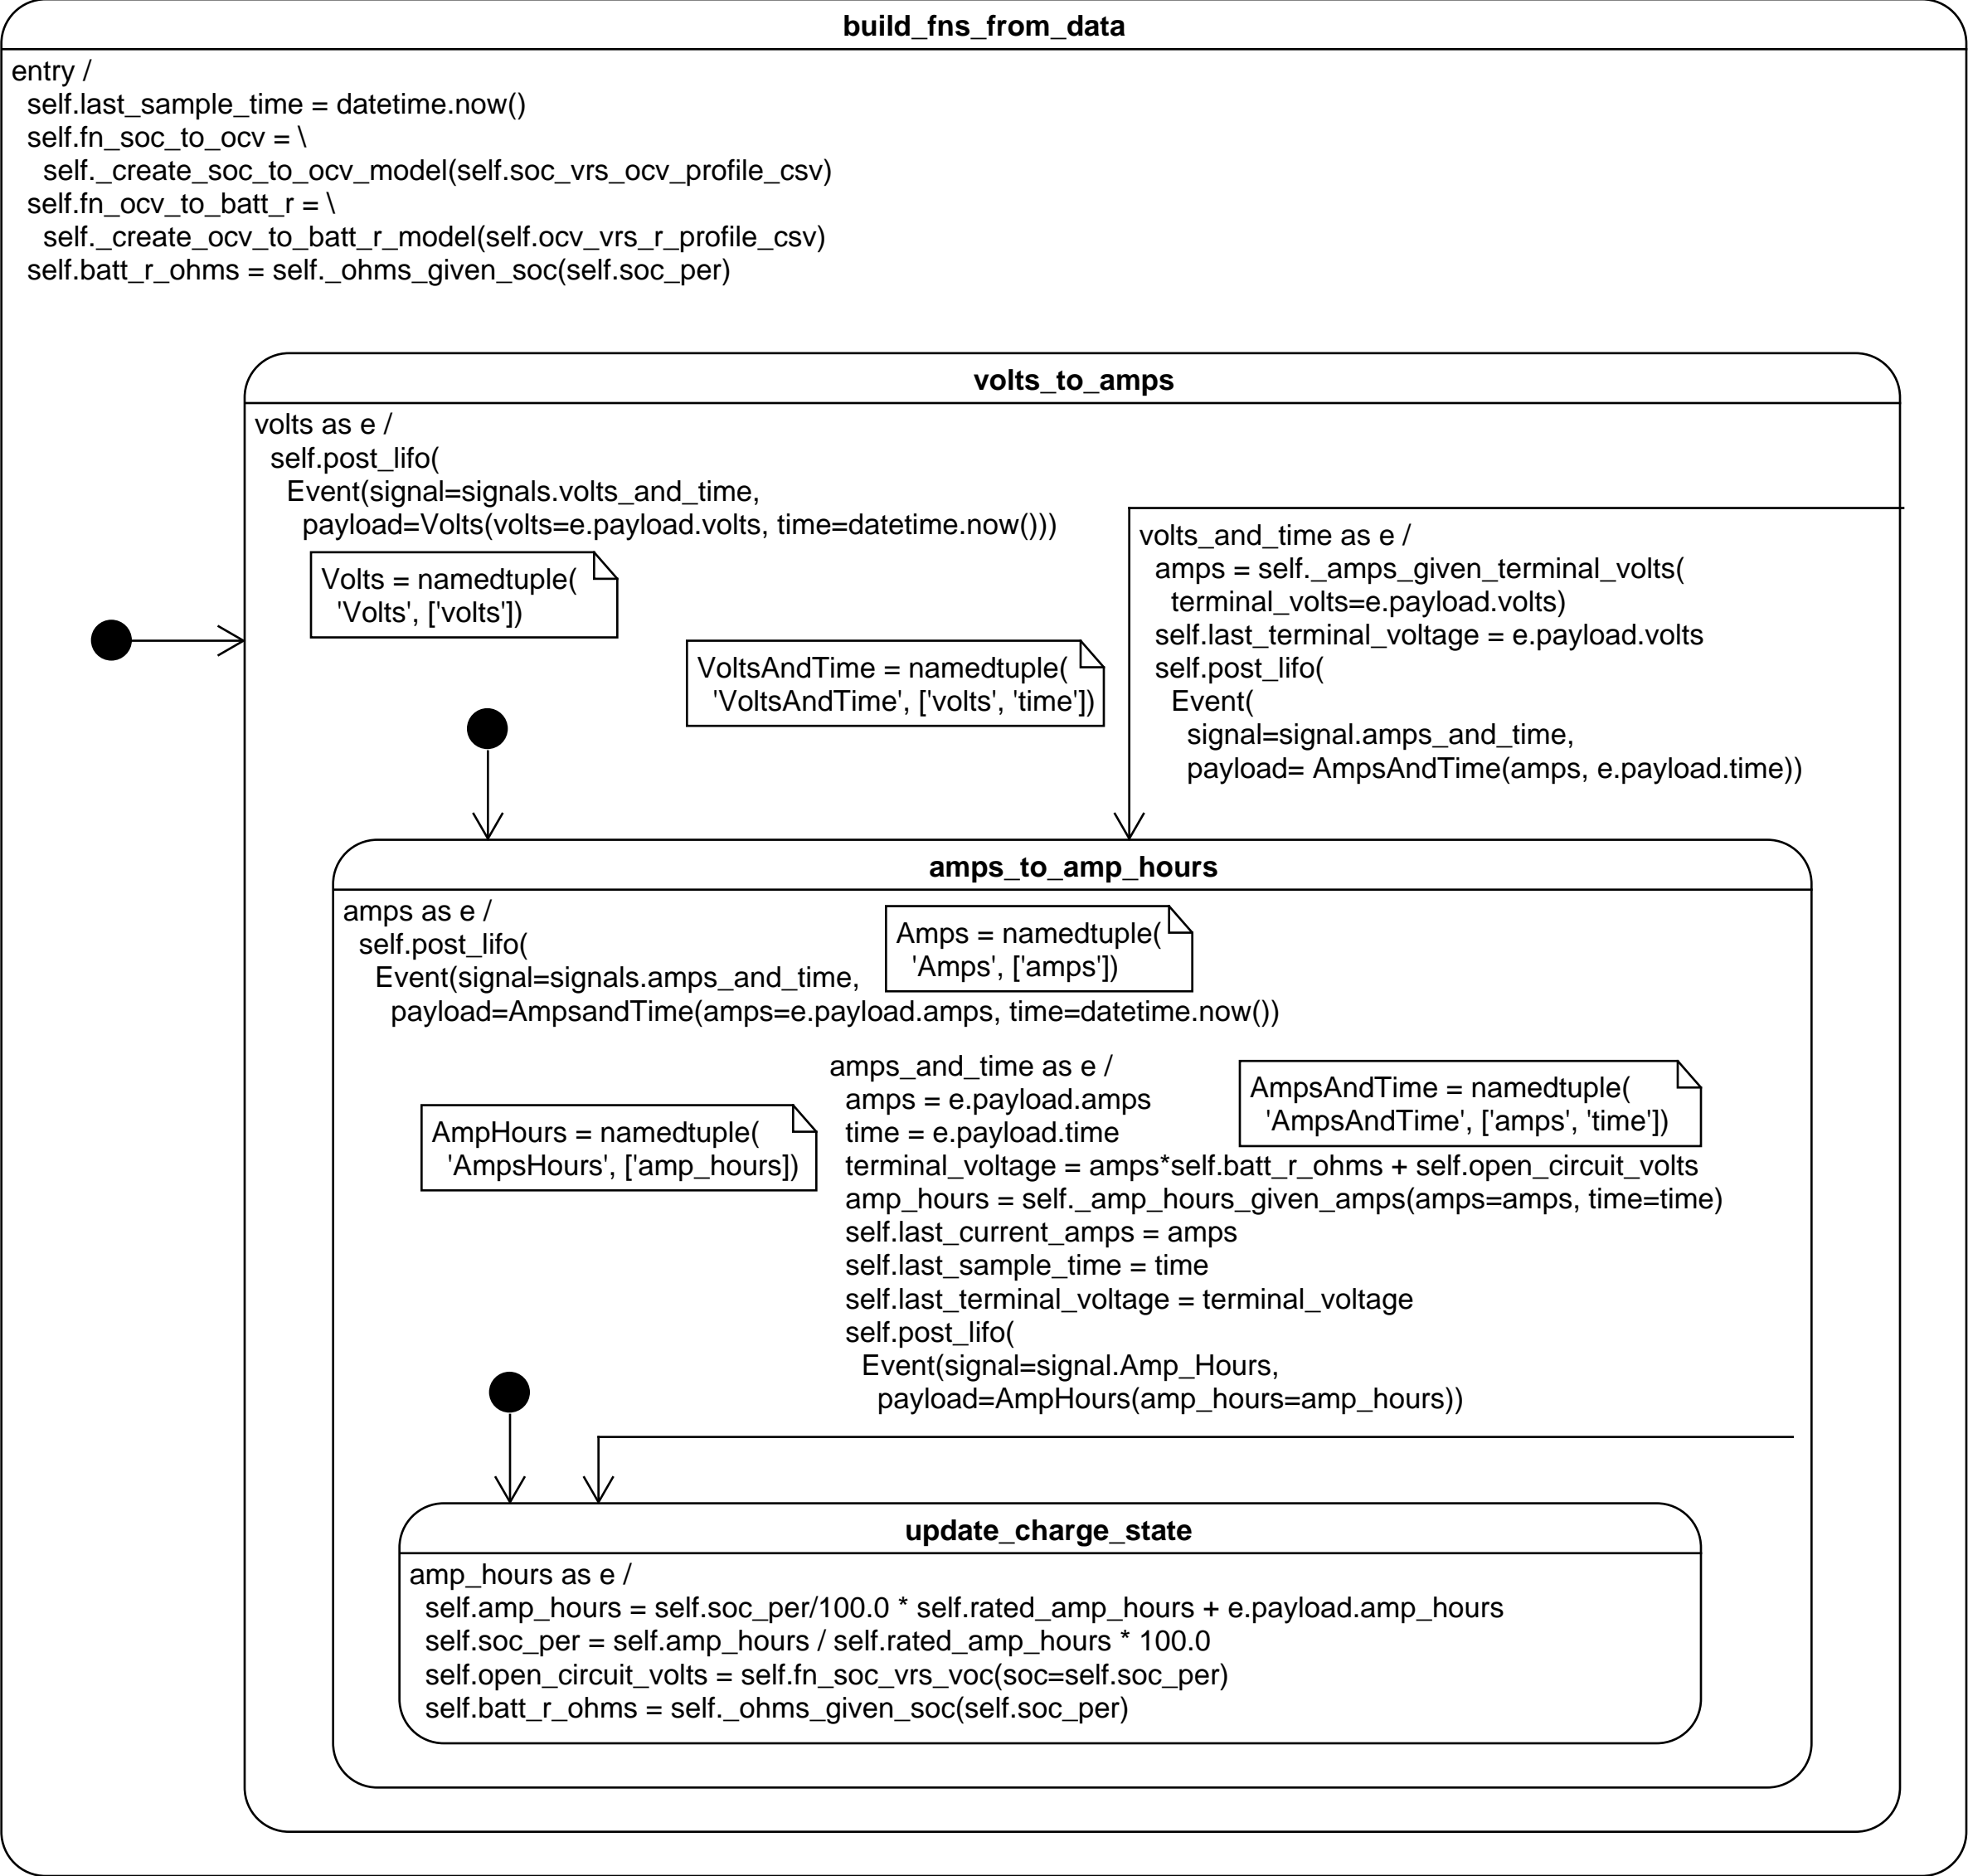 build_fns_from_data
entry /
self.last_sample_time = datetime.now()
self.fn_soc_to_ocv = \
self._create_soc_to_ocv_model(self.soc_vrs_ocv_profile_csv)
self.fn_ocv_to_batt_r = \
self._create_ocv_to_batt_r_model(self.ocv_vrs_r_profile_csv)
self.batt_r_ohms = self._ohms_given_soc(self.soc_per)
volts_to_amps
volts as e /
self.post_lifo(
Event(signal=signals.volts_and_time,
payload=Volts(volts=e.payload.volts, time=datetime.now()))
Volts = namedtuple(
'Volts', ['volts'])
VoltsAndTime = namedtuple(
'VoltsAndTime', ['volts', 'time'])
volts_and_time as e /
amps = self._amps_given_terminal_volts(
terminal_volts=e.payload.volts)
self.last_terminal_voltage = e.payload.volts
self.post_lifo(
Event(
signal=signal.amps_and_time,
payload= AmpsAndTime(amps, e.payload.time))
amps_to_amp_hours
amps as e /
self.post_lifo(
Event(signal=signals.amps_and_time,
payload=AmpsandTime(amps=e.payload.amps, time=datetime.now())
Amps = namedtuple(
'Amps', ['amps'])
AmpHours = namedtuple(
'AmpsHours', ['amp_hours])
amps_and_time as e /
amps = e.payload.amps
time = e.payload.time
terminal_voltage = amps*self.batt_r_ohms + self.open_circuit_volts
amp_hours = self._amp_hours_given_amps(amps=amps, time=time)
self.last_current_amps = amps
self.last_sample_time = time
self.last_terminal_voltage = terminal_voltage
self.post_lifo(
Event(signal=signal.Amp_Hours,
payload=AmpHours(amp_hours=amp_hours))
AmpsAndTime = namedtuple(
'AmpsAndTime', ['amps', 'time'])
update_charge_state
amp_hours as e /
self.amp_hours = self.soc_per/100.0 * self.rated_amp_hours + e.payload.amp_hours
self.soc_per = self.amp_hours / self.rated_amp_hours * 100.0
self.open_circuit_volts = self.fn_soc_vrs_voc(soc=self.soc_per)
self.batt_r_ohms = self._ohms_given_soc(self.soc_per)